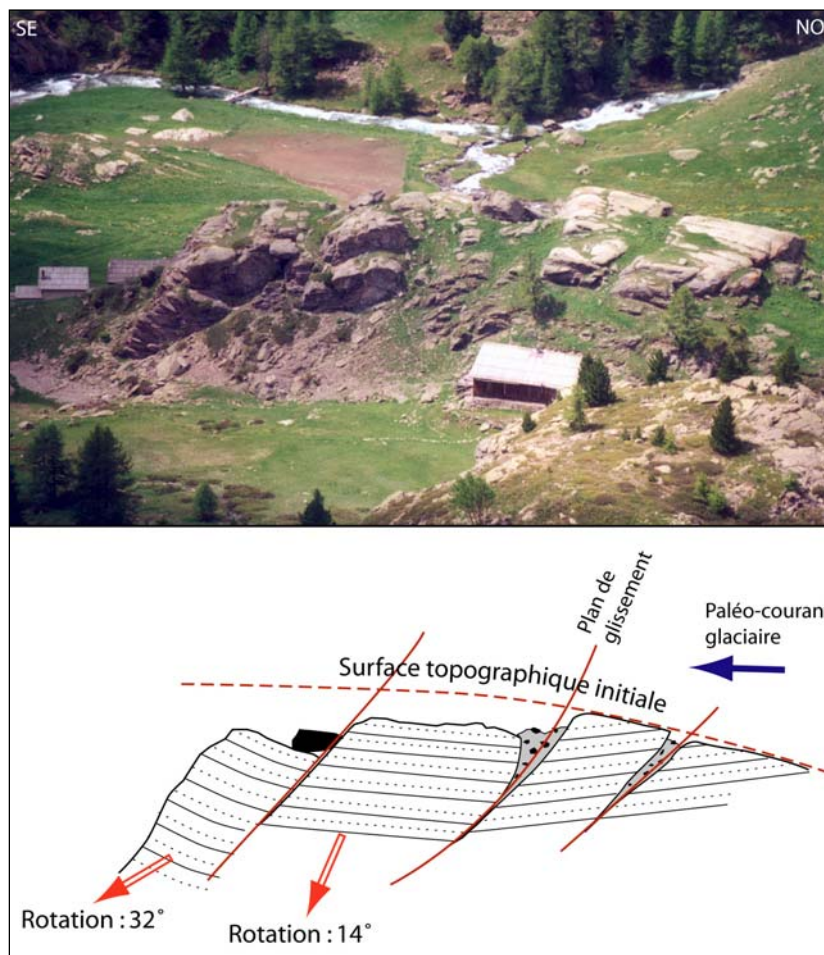 SE
NO
Plan de
glissement
Paléo-couran
glaciaire
Surface topographique initiale
Rotation : 32°
Rotation : 14°